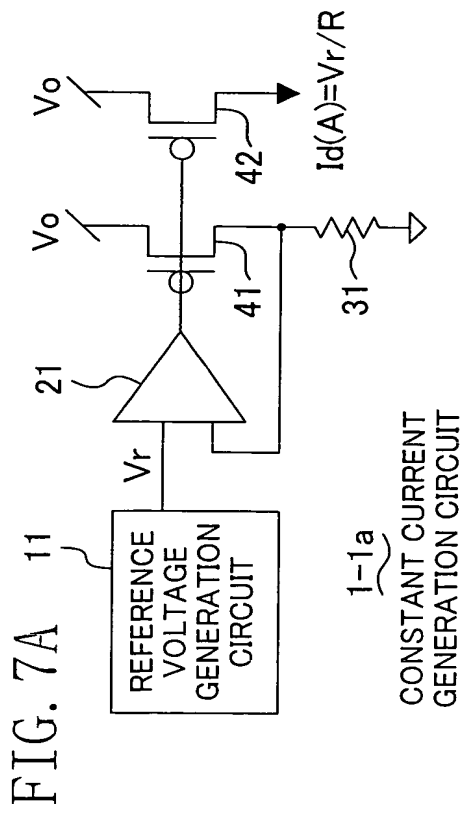 FIG. 7A
11
REFERENCE
VOLTAGE
GENERATION
CIRCUIT
Vr
21
Vo
Vo
41
42
31
Id(A)=Vr/R
1-1a
CONSTANT CURRENT
GENERATION CIRCUIT